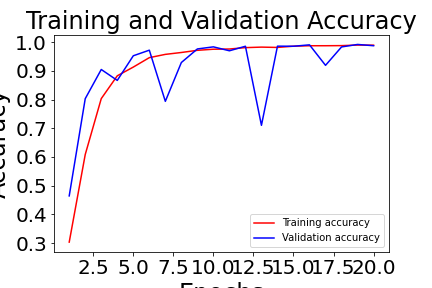 Training and Validation Accuracy
Accuracy
1.0
0.9
0.8
0.7
0.6
0.5
0.4
0.3
Training accuracy
Validation accuracy
2.5 5.0 7.5 10.0 12.5 15.0 17.5 20.0
Epochs